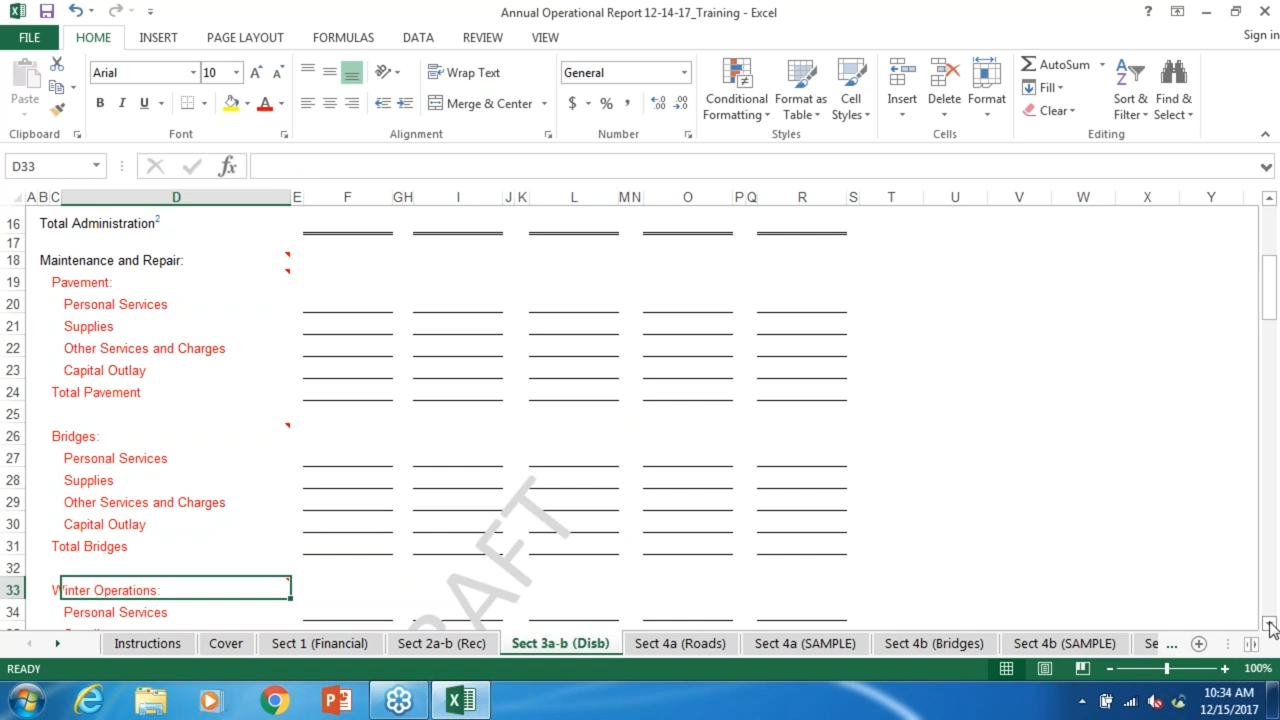 Annual Operational Report 12-14-17_Training - Excel
Sign in
FILE HOME INSERT PAGE LAYOUT FORMULAS DATA REVIEW VIEW
Paste
Clipboard
Arial 10
B I U A
Font
Wrap Text
Merge & Center
Alignment
General
$ % ,
Number
Conditional Formatting
Format as Table
Cell Styles
Styles
Insert Delete Format
Cells
AutoSum
Fill
Clear
Sort & Filter
Find & Select
Editing
D33
fx
A B C D E F G H I J K L M N O P Q R S T U V W X Y
16 Total Administration2
17
18 Maintenance and Repair:
19 Pavement:
20 Personal Services
21 Supplies
22 Other Services and Charges
23 Capital Outlay
24 Total Pavement
25
26 Bridges:
27 Personal Services
28 Supplies
29 Other Services and Charges
30 Capital Outlay
31 Total Bridges
32
33 Winter Operations:
34 Personal Services
RAFT
Instructions Cover Sect 1 (Financial) Sect 2a-b (Rec) Sect 3a-b (Disb) Sect 4a (Roads) Sect 4a (SAMPLE) Sect 4b (Bridges) Sect 4b (SAMPLE) Se ...
READY
100%
10:34 AM
12/15/2017